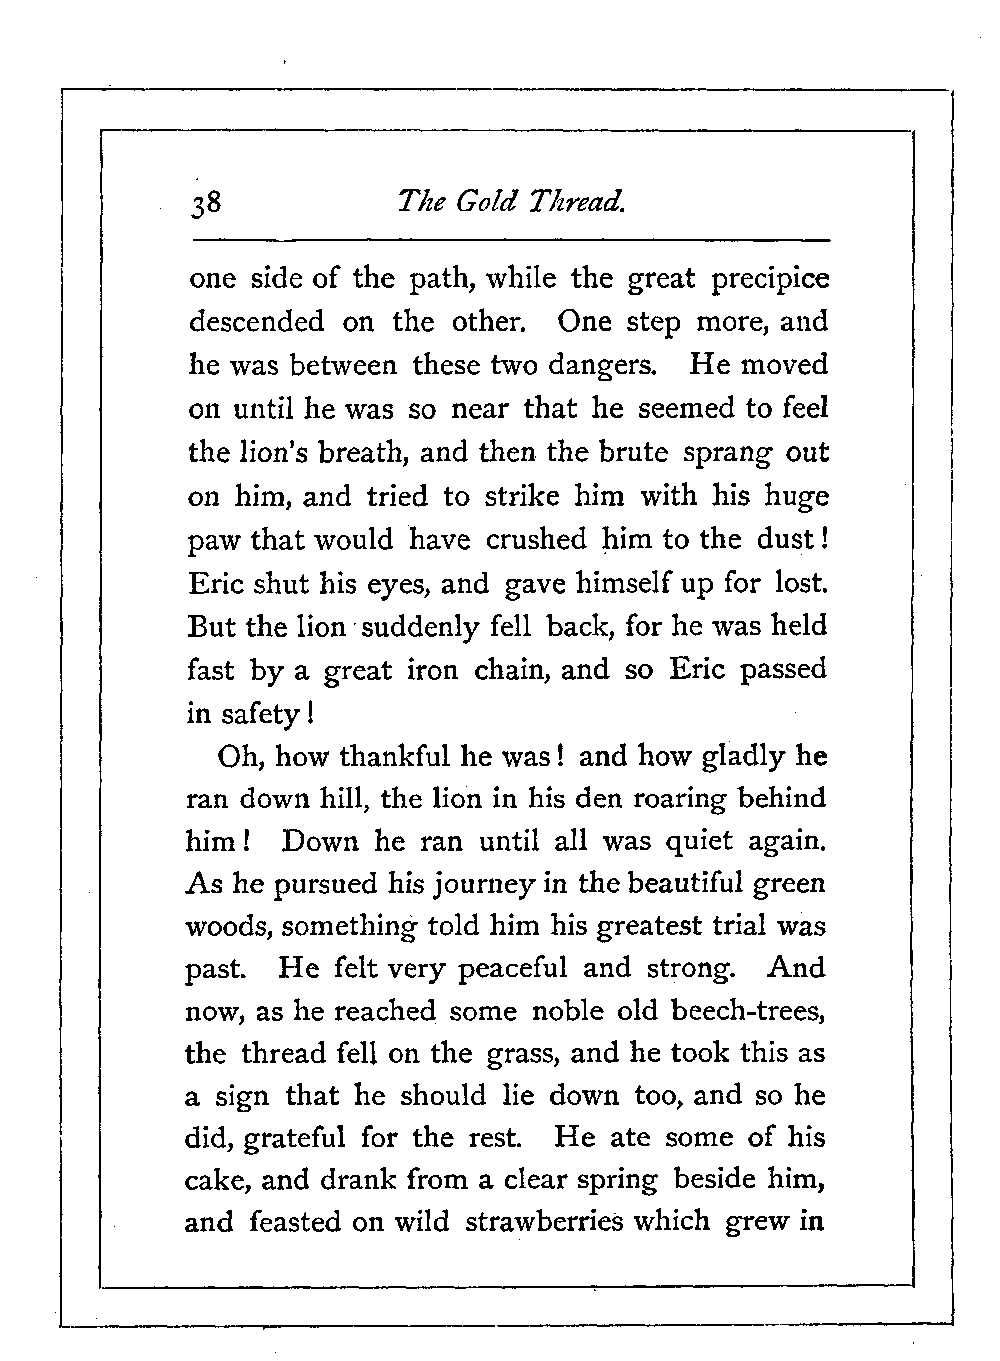 38 The Gold Thread.
one side of the path, while the great precipice
descended on the other. One step more, and
he was between these two dangers. He moved
on until he was so near that he seemed to feel
the lion's breath, and then the brute sprang out
on him, and tried to strike him with his huge
paw that would have crushed him to the dust!
Eric shut his eyes, and gave himself up for lost.
But the lion suddenly fell back, for he was held
fast by a great iron chain, and so Eric passed
in safety!
Oh, how thankful he was! and how gladly he
ran down hill, the lion in his den roaring behind
him! Down he ran until all was quiet again.
As he pursued his journey in the beautiful green
woods, something told him his greatest trial was
past. He felt very peaceful and strong. And
now, as he reached some noble old beech-trees,
the thread fell on the grass, and he took this as
a sign that he should lie down too, and so he
did, grateful for the rest. He ate some of his
cake, and drank from a clear spring beside him,
and feasted on wild strawberries which grew in